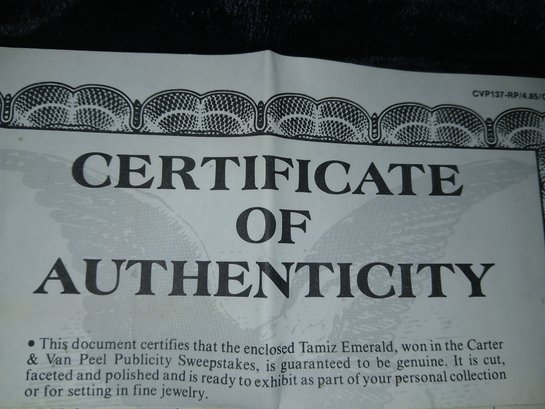 CVP137-RP/4.85/
CERTIFICATE
OF
AUTHENTICITY
• This document certifies that the enclosed Tamiz Emerald, won in the Carter
& Van Peel Publicity Sweepstakes, is guaranteed to be genuine. It is cut,
faceted and polished and is ready to exhibit as part of your personal collection
or for setting in fine jewelry.